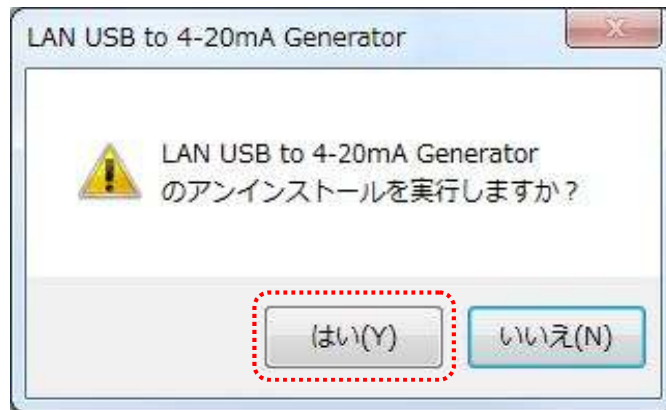 LAN USB to 4-20mA Generator
LAN USB to 4-20mA Generator
のアンインストールを実行しますか?
はい(Y)
いいえ(N)